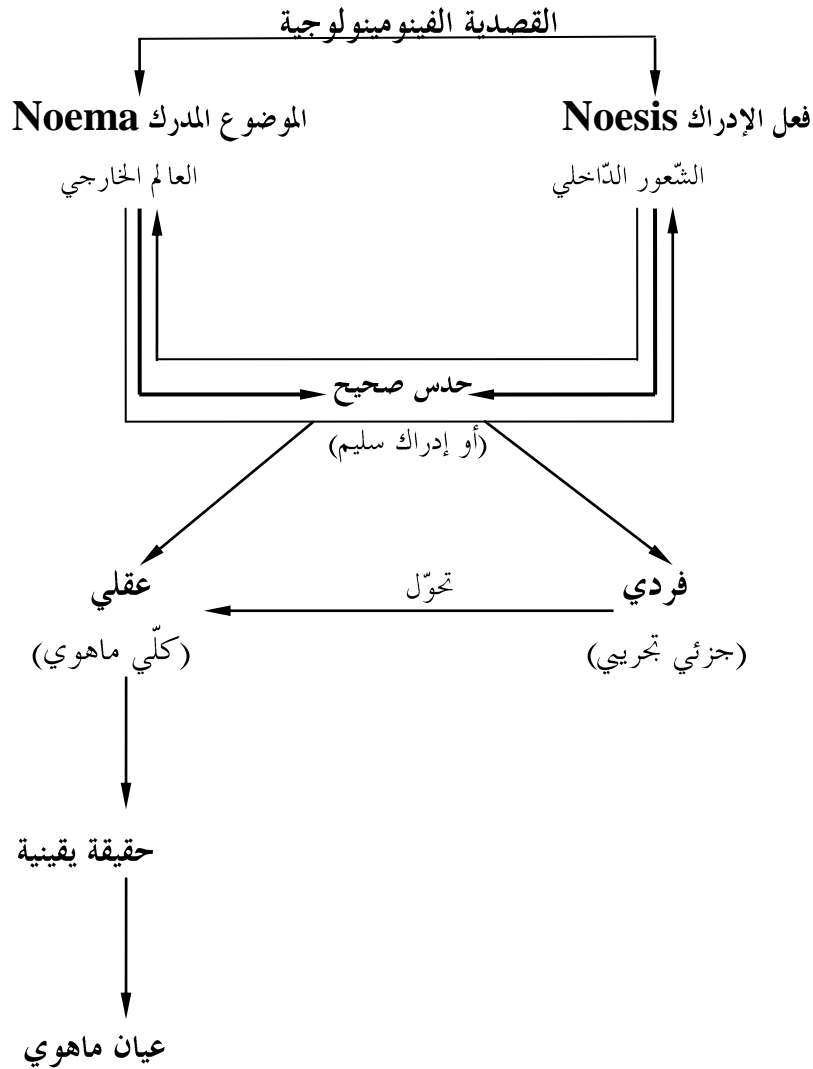 القصدية الفينومينولوجية
فعل الإدراك Noesis
الموضوع المدرك Noema
الشّعور الدّاخلي
العالم الخارجي
حدس صحيح
(أو إدراك سليم)
فردي
تحوّل
عقلي
(جزئي تجريبي)
(كلّي ماهوي)
حقيقة يقينية
عيان ماهوي